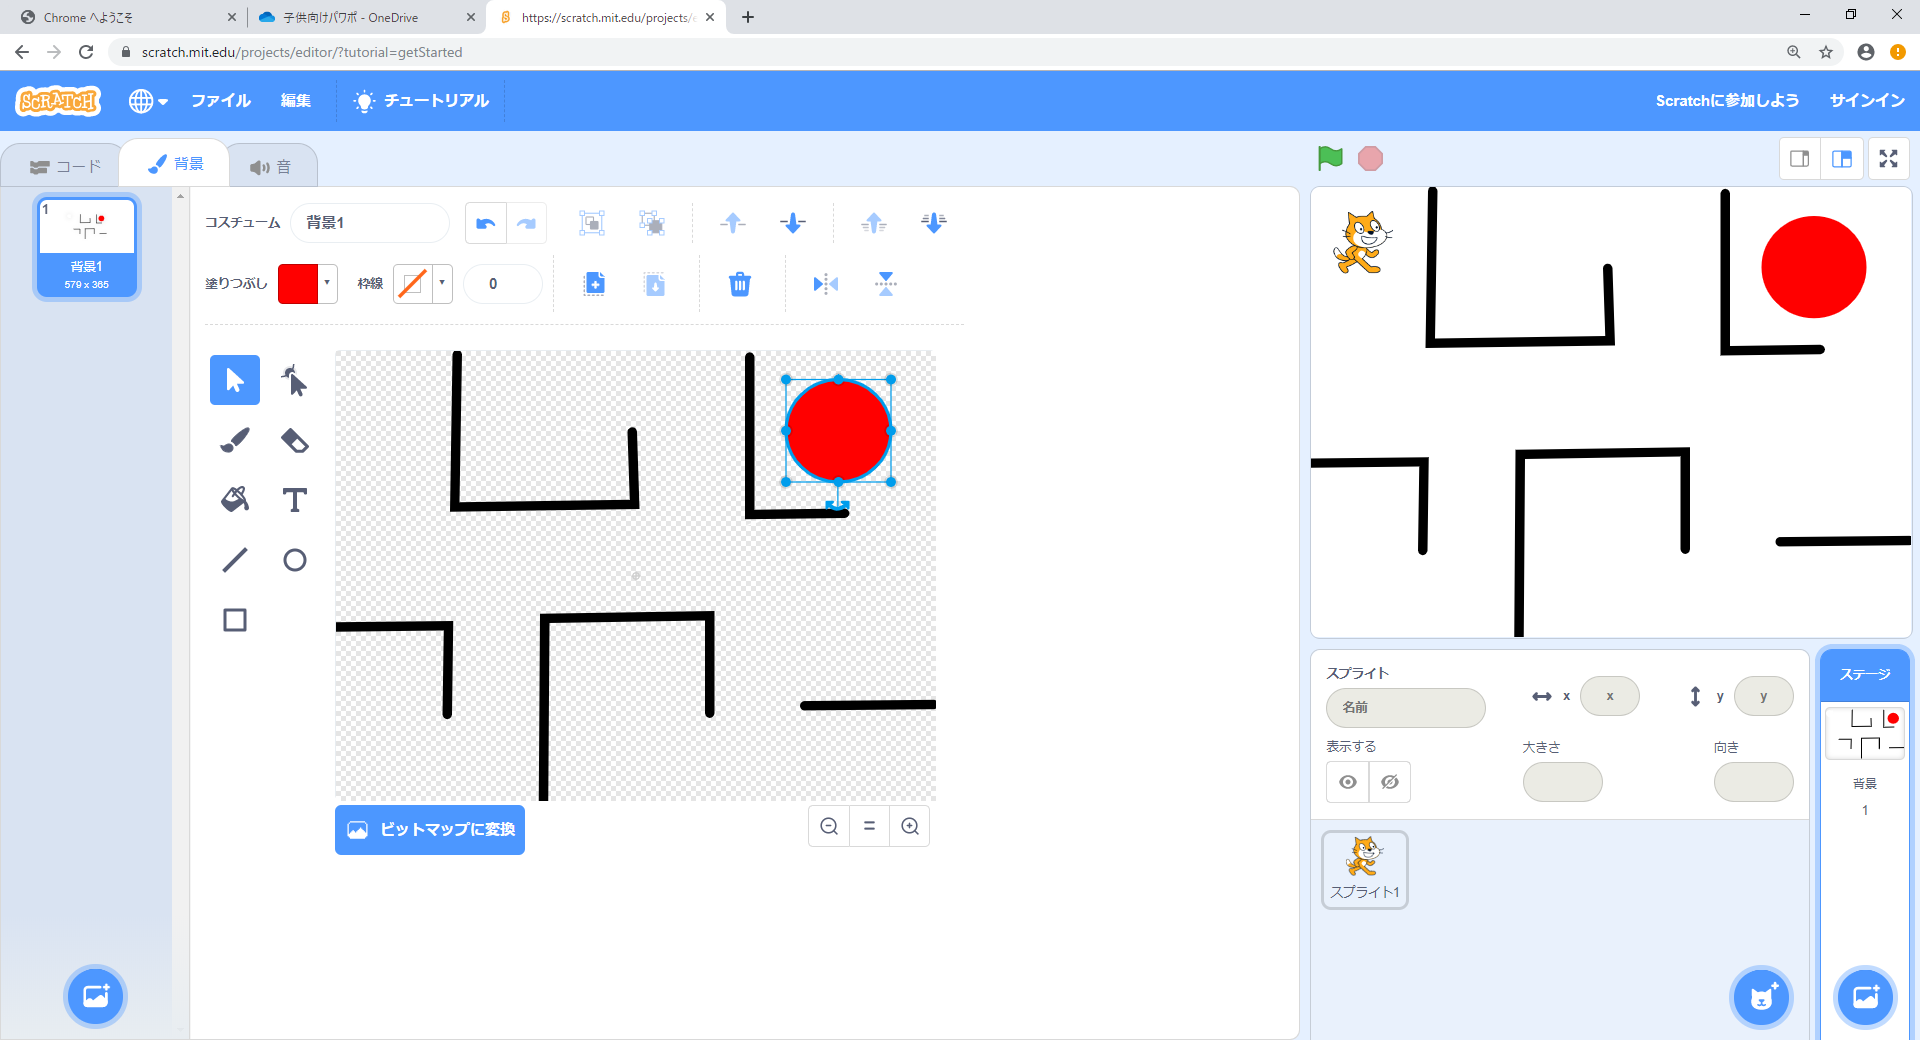 Chrome へようこそ
子供向けパワポ - OneDrive
https://scratch.mit.edu/projects/e
scratch.mit.edu/projects/editor/?tutorial=getStarted
SCRATCH
ファイル
編集
チュートリアル
Scratchに参加しよう
サインイン
コード
背景
音
1
背景1
579 x 365
コスチューム
背景1
塗りつぶし
枠線
0
ビットマップに変換
スプライト
名前
x
x
y
y
表示する
大きさ
向き
スプライト1
ステージ
背景
1